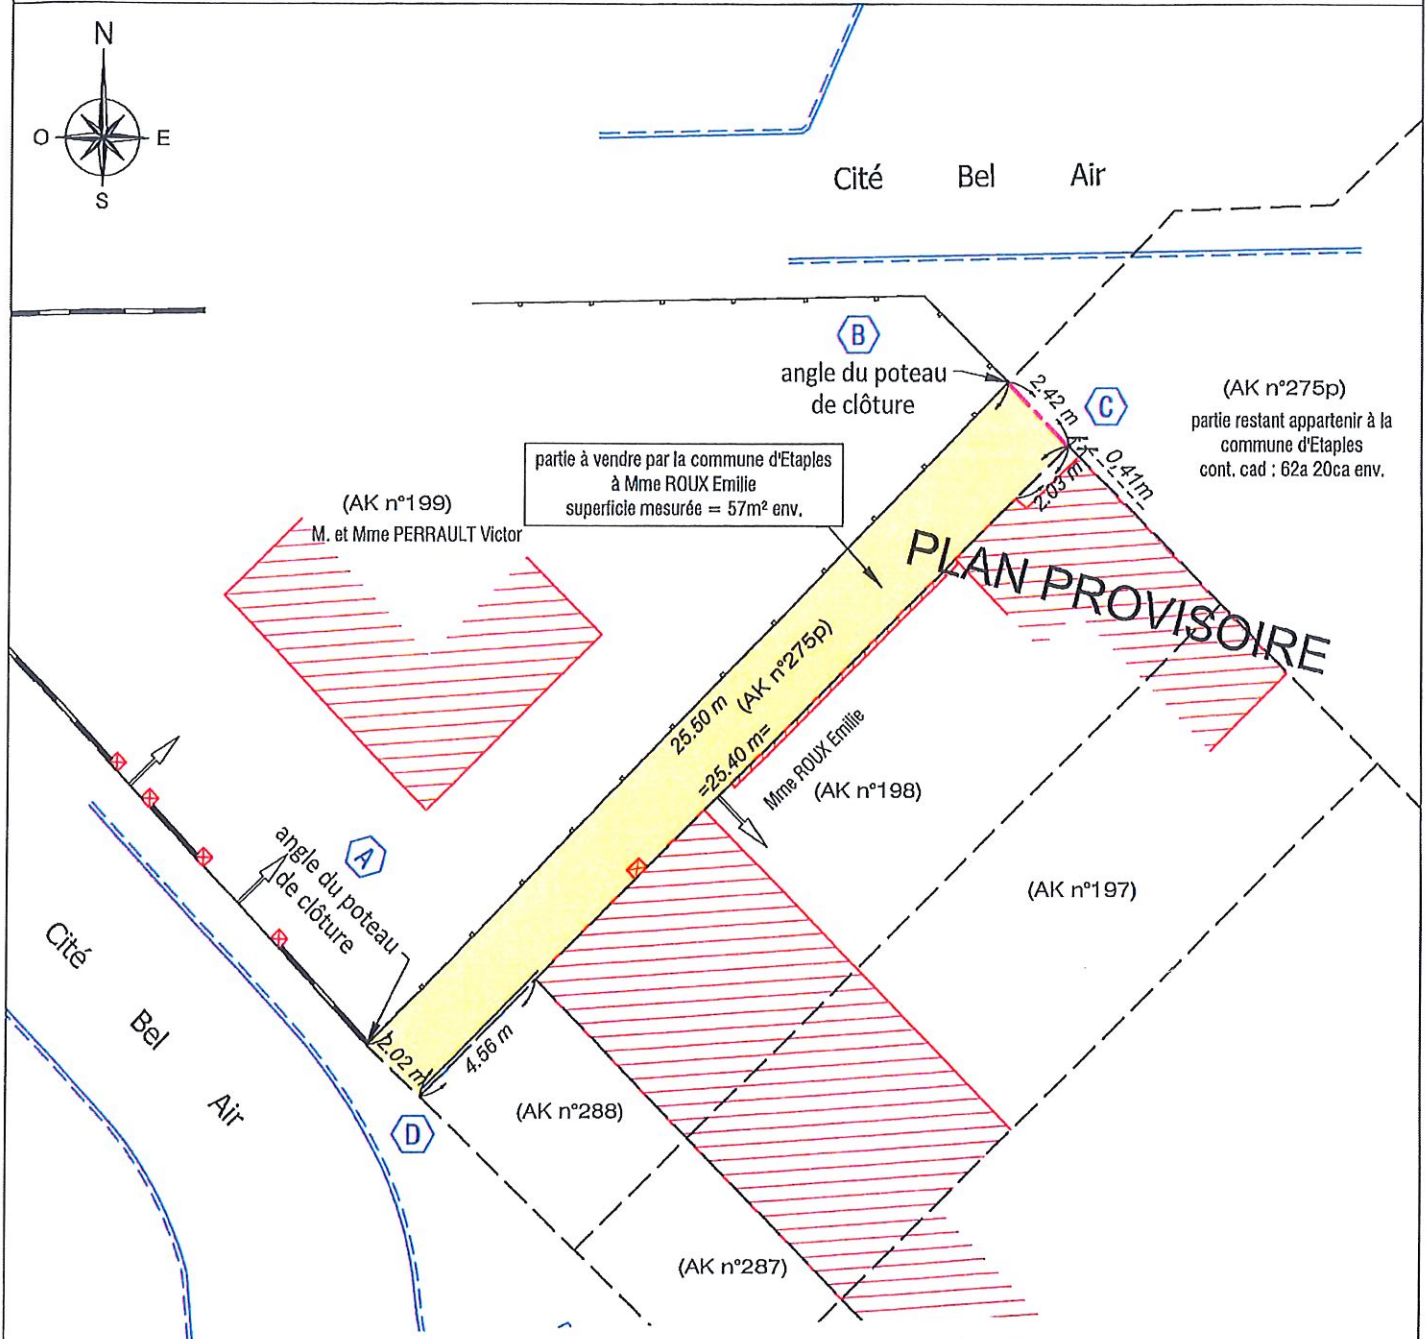 N
O
E
S
Cité Bel Air
B
angle du poteau
de clôture
2.42 m
C
0,41m
2.03 m
(AK n°275p)
partie restant appartenir à la
commune d'Etaples
cont. cad : 62a 20ca env.
partie à vendre par la commune d'Etaples
à Mme ROUX Emilie
superficie mesurée = 57m² env.
(AK n°199)
M. et Mme PERRAULT Victor
PLAN PROVISOIRE
(AK n°275p)
25.50 m
=25.40 m=
Mme ROUX Emilie
(AK n°198)
A
angle du poteau
de clôture
(AK n°197)
Cité
Bel
Air
2.02 m
4.56 m
D
(AK n°288)
(AK n°287)